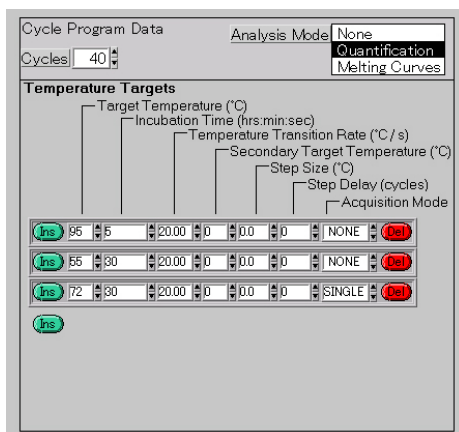 Cycle Program Data
Analysis Mode
None
Quantification
Melting Curves
Cycles 40
Temperature Targets
Target Temperature (°C)
Incubation Time (hrs:min:sec)
Temperature Transition Rate (°C / s)
Secondary Target Temperature (°C)
Step Size (°C)
Step Delay (cycles)
Acquisition Mode
Ins 95 5 20.00 0 0.0 0 NONE Del
Ins 55 30 20.00 0 0.0 0 NONE Del
Ins 72 30 20.00 0 0.0 0 SINGLE Del
Ins